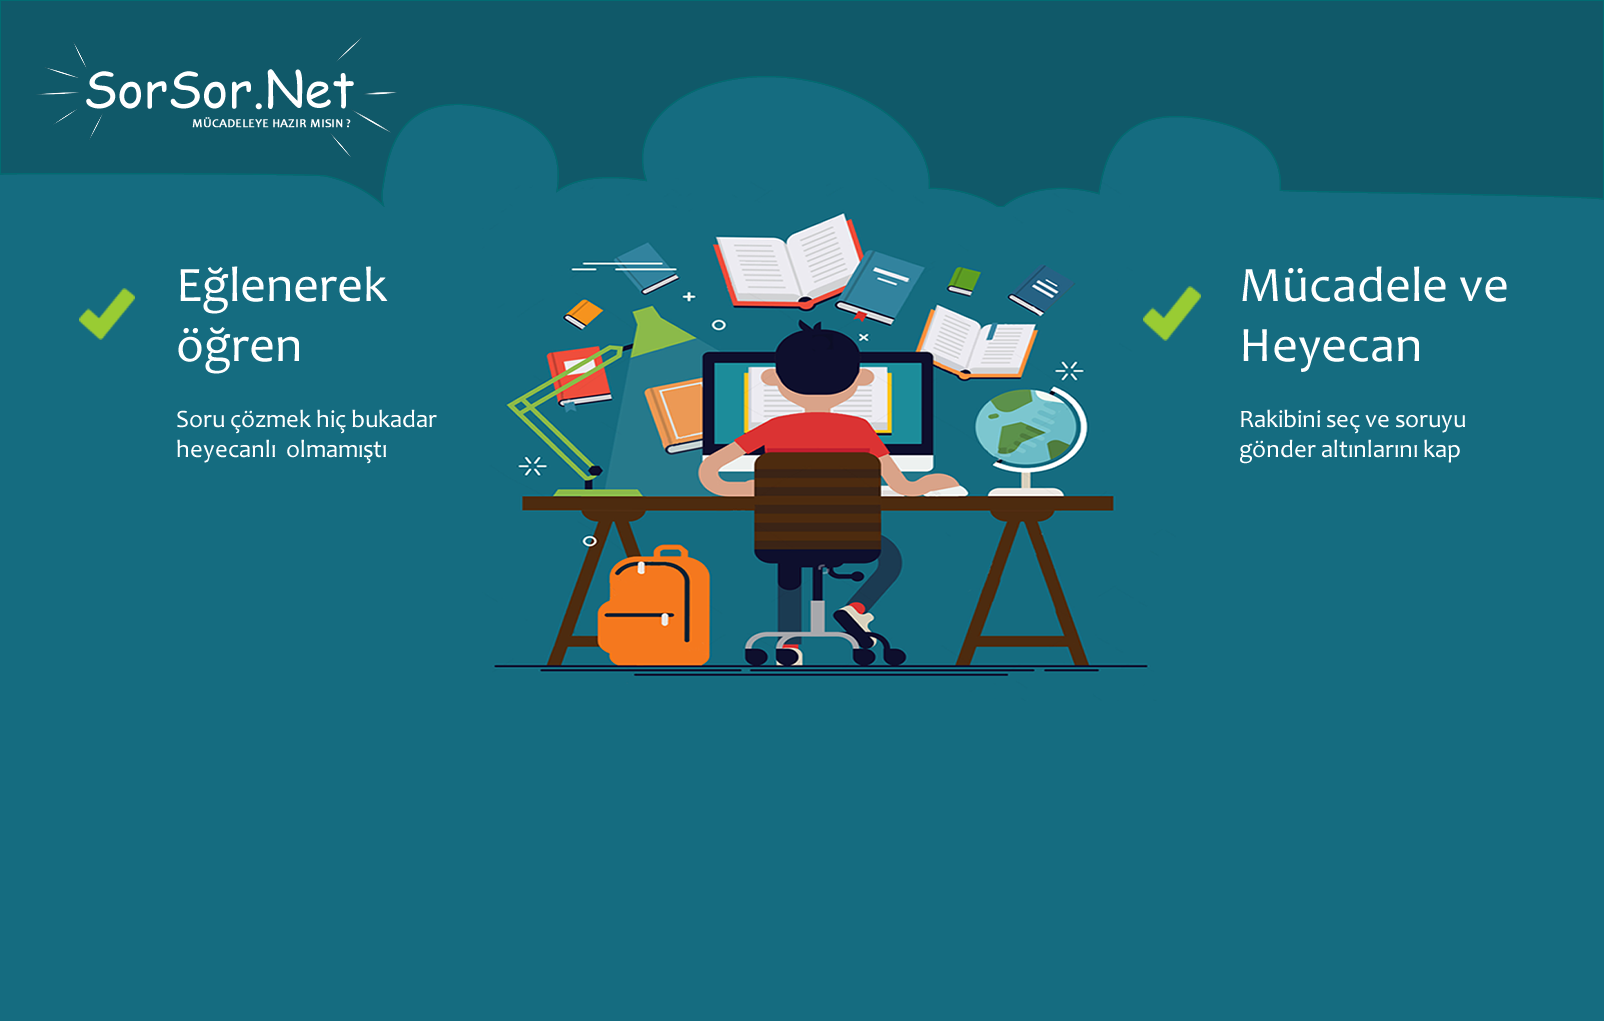 SorSor.Net
MÜCADELEYE HAZIR MISIN ?
Eğlenerek
öğren
Soru çözmek hiç bukadar
heyecanlı  olmamıştı
Mücadele ve
Heyecan
Rakibini seç ve soruyu
gönder altınlarını kap